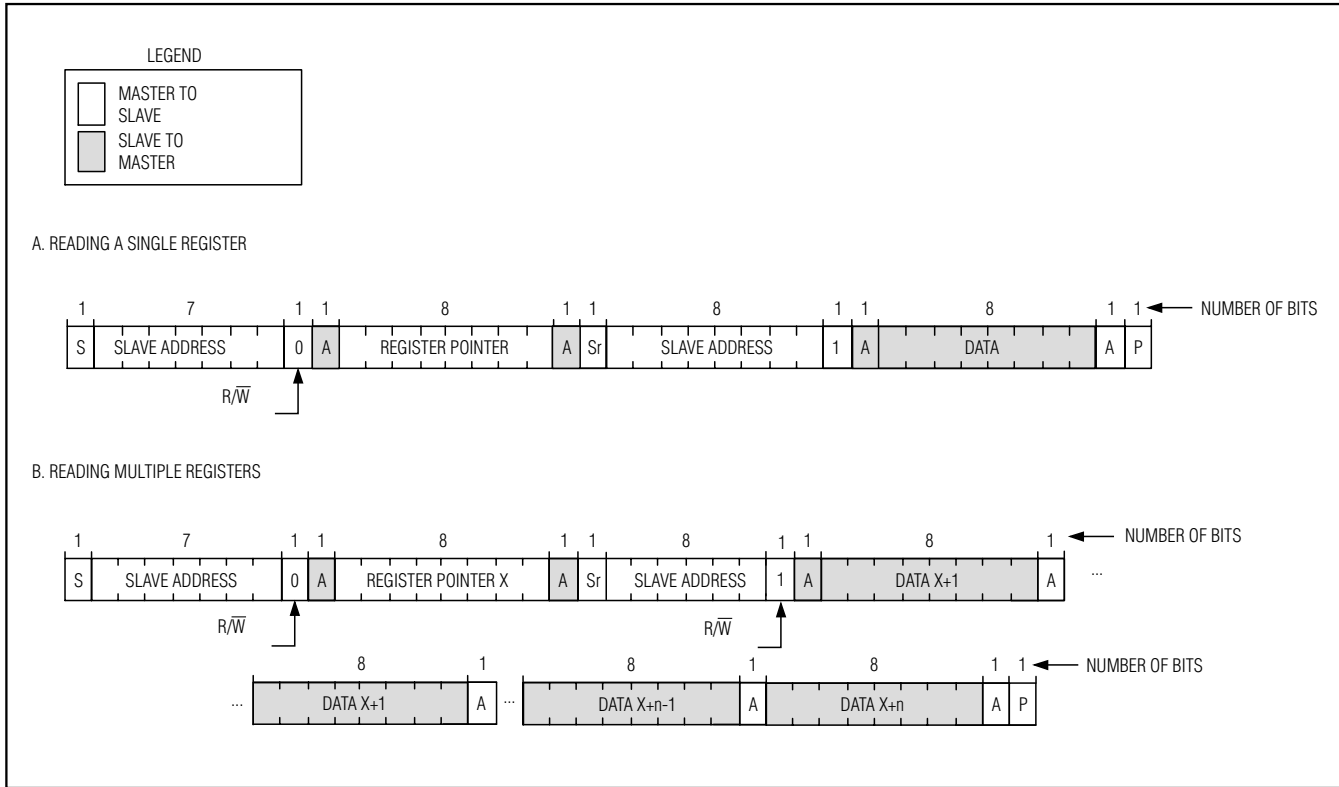 LEGEND
MASTER TO
SLAVE
SLAVE TO
MASTER
A. READING A SINGLE REGISTER
1 7 1 1 8 1 1 8 1 1 8 1 1 NUMBER OF BITS
S SLAVE ADDRESS 0 A REGISTER POINTER A Sr SLAVE ADDRESS 1 A DATA A P
R/W̅
B. READING MULTIPLE REGISTERS
1 7 1 1 8 1 1 8 1 1 8 1 NUMBER OF BITS
S SLAVE ADDRESS 0 A REGISTER POINTER X A Sr SLAVE ADDRESS 1 A DATA X+1 A ...
R/W̅ R/W̅
8 1 8 1 8 1 1 NUMBER OF BITS
... DATA X+1 A ... DATA X+n-1 A DATA X+n A P